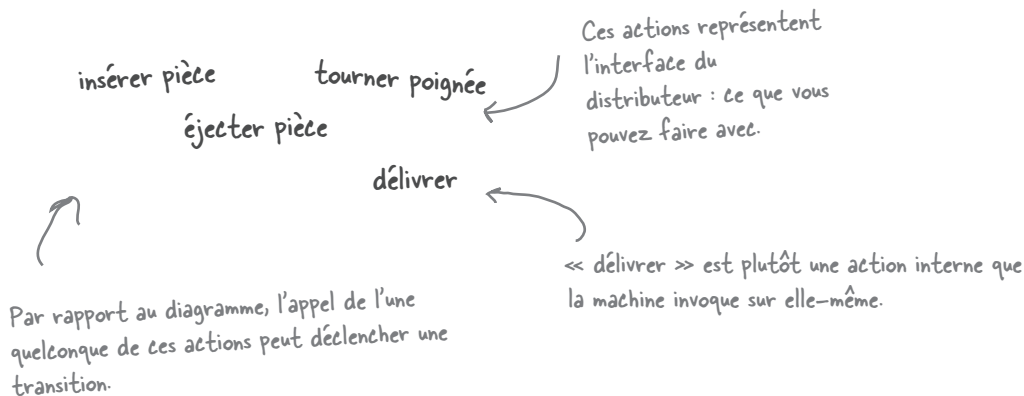 insérer pièce
tourner poignée
éjecter pièce
délivrer
Ces actions représentent
l'interface du
distributeur : ce que vous
pouvez faire avec.
« délivrer » est plutôt une action interne que
la machine invoque sur elle-même.
Par rapport au diagramme, l'appel de l'une
quelconque de ces actions peut déclencher une
transition.